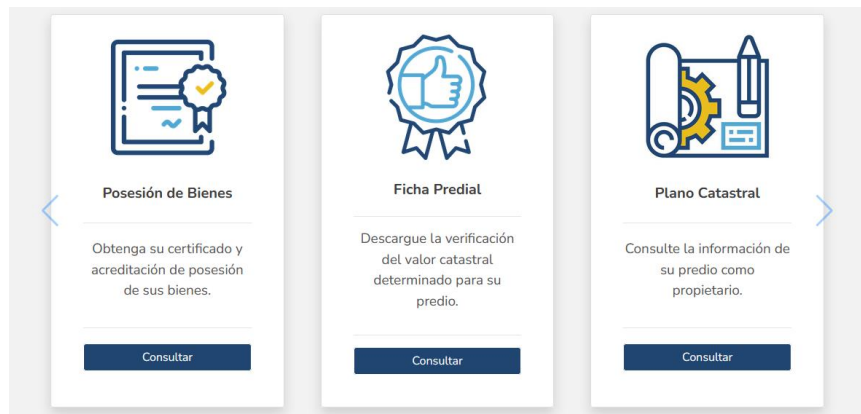 Posesión de Bienes
Obtenga su certificado y
acreditación de posesión
de sus bienes.
Consultar
Ficha Predial
Descargue la verificación
del valor catastral
determinado para su
predio.
Consultar
Plano Catastral
Consulte la información de
su predio como
propietario.
Consultar